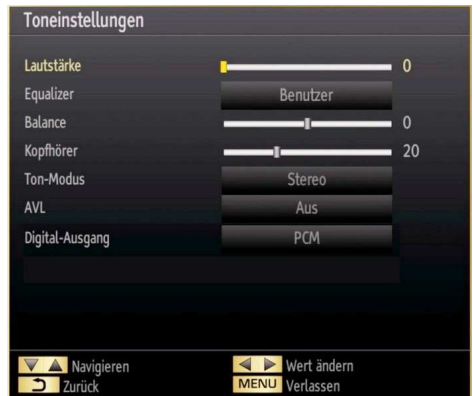 Toneinstellungen
Lautstärke 0
Equalizer Benutzer
Balance 0
Kopfhörer 20
Ton-Modus Stereo
AVL Aus
Digital-Ausgang PCM
Navigieren Wert ändern
Zurück MENU Verlassen